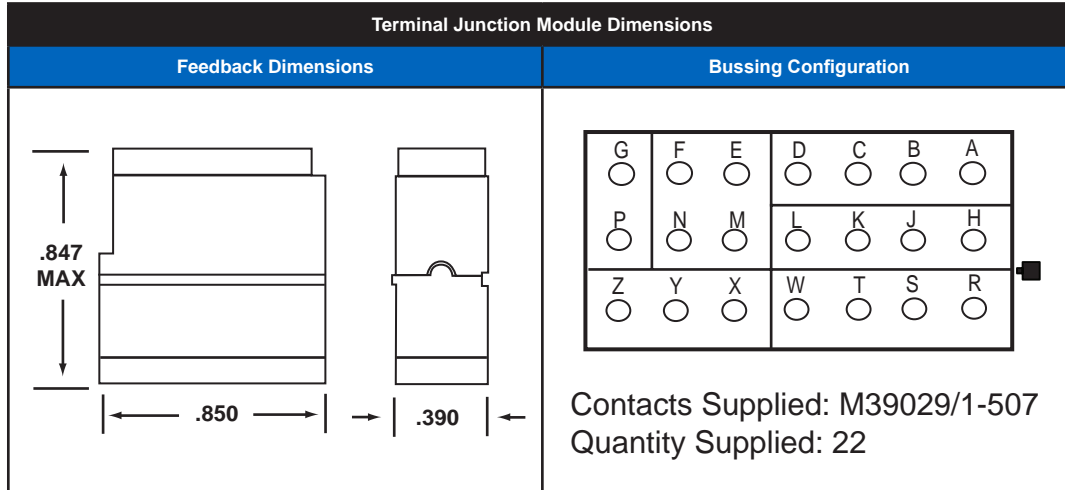 Terminal Junction Module Dimensions
Feedback Dimensions
Bussing Configuration
.847
MAX
.850
.390
G F E D C B A
P N M L K J H
Z Y X W T S R
Contacts Supplied: M39029/1-507
Quantity Supplied: 22